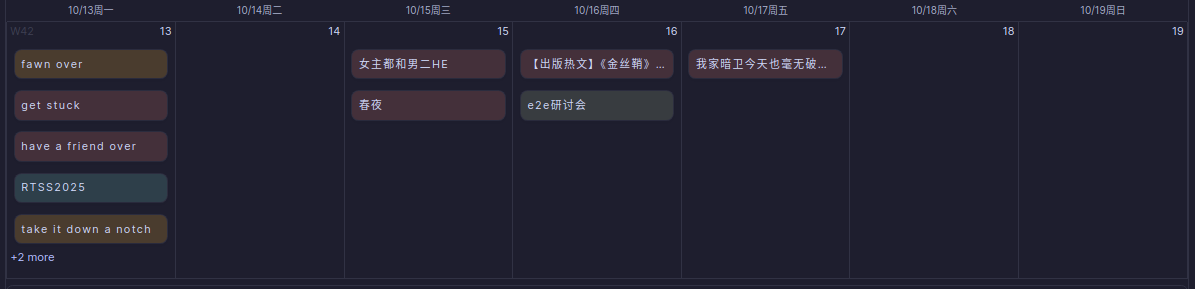 10/13周一
10/14周二
10/15周三
10/16周四
10/17周五
10/18周六
10/19周日
W42
13
14
15
16
17
18
19
fawn over
get stuck
have a friend over
RTSS2025
take it down a notch
+2 more
女主都和男二HE
春夜
【出版热文】《金丝鞘》...
e2e研讨会
我家暗卫今天也毫无破...